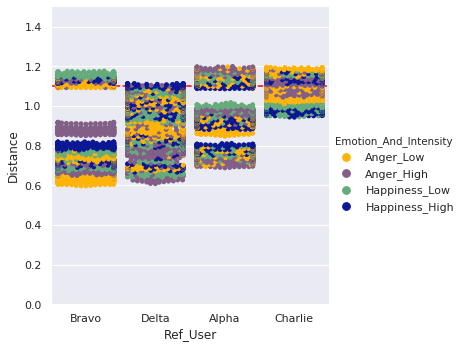 1.4
1.2
1.0
0.8
0.6
0.4
0.2
0.0
Distance
Bravo Delta Alpha Charlie
Ref_User
Emotion_And_Intensity
Anger_Low
Anger_High
Happiness_Low
Happiness_High